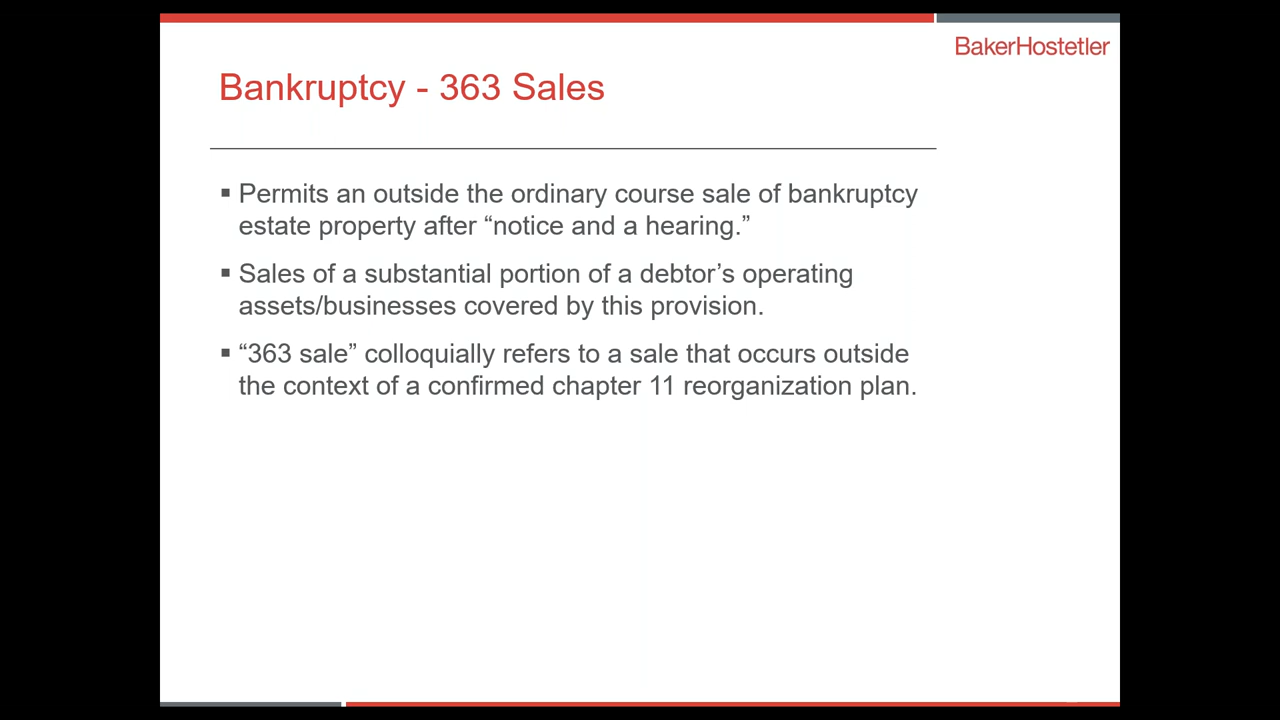 BakerHostetler
Bankruptcy - 363 Sales
▪ Permits an outside the ordinary course sale of bankruptcy
estate property after “notice and a hearing.”
▪ Sales of a substantial portion of a debtor’s operating
assets/businesses covered by this provision.
▪ “363 sale” colloquially refers to a sale that occurs outside
the context of a confirmed chapter 11 reorganization plan.